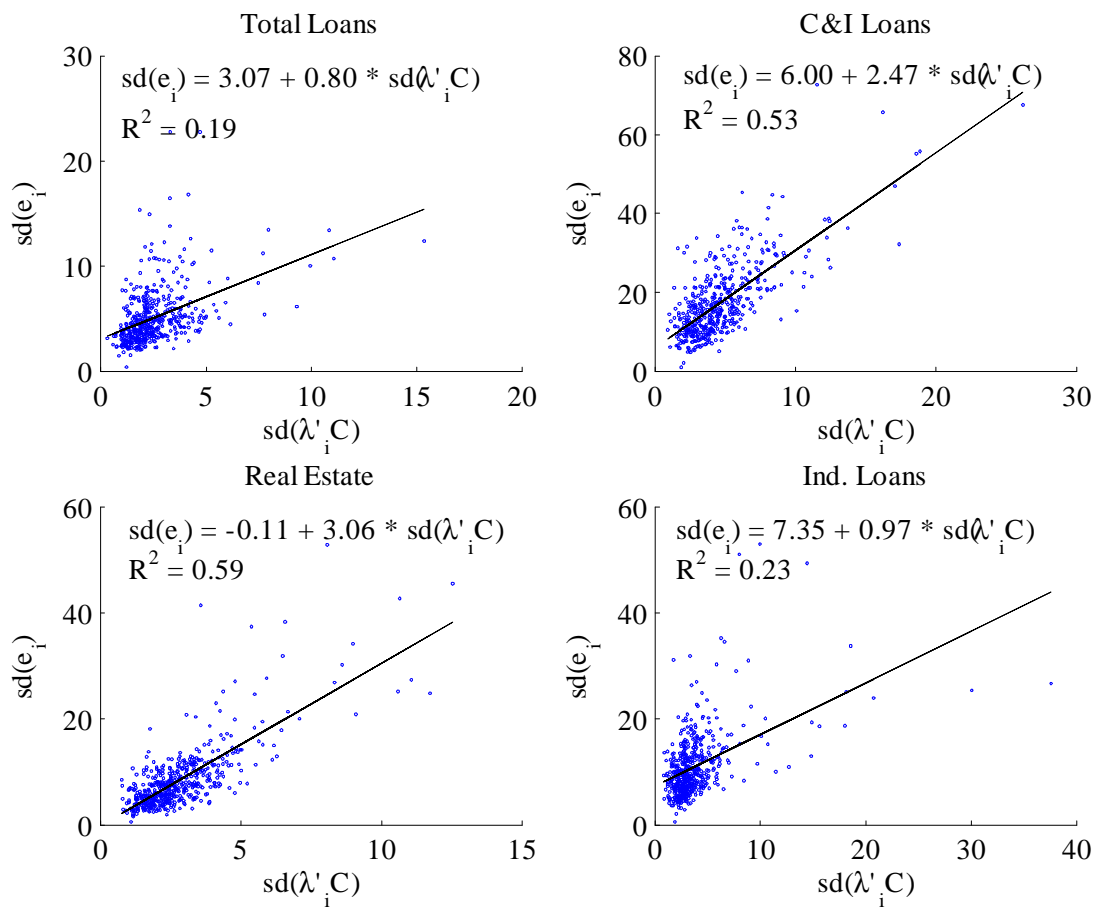 Total Loans
sd(e_i) = 3.07 + 0.80 * sd(λ'_iC)
R^2 = 0.19
sd(e_i)
40
30
20
10
0
0 5 10 15 20
sd(λ'_iC)
C&I Loans
sd(e_i) = 6.00 + 2.47 * sd(λ'_iC)
R^2 = 0.53
sd(e_i)
80
60
40
20
0
0 10 20 30
sd(λ'_iC)
Real Estate
sd(e_i) = -0.11 + 3.06 * sd(λ'_iC)
R^2 = 0.59
sd(e_i)
60
40
20
0
0 5 10 15
sd(λ'_iC)
Ind. Loans
sd(e_i) = 7.35 + 0.97 * sd(λ'_iC)
R^2 = 0.23
sd(e_i)
60
40
20
0
0 10 20 30 40
sd(λ'_iC)